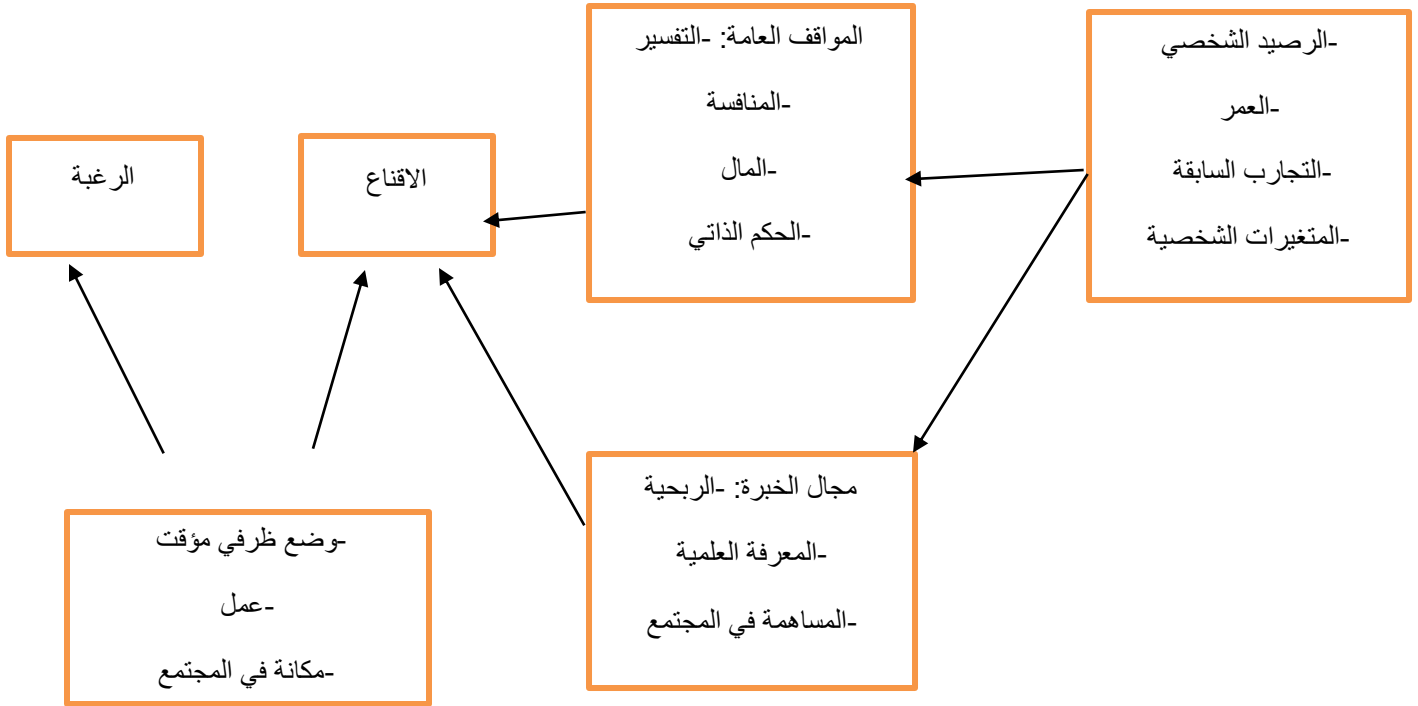 -الرصيد الشخصي
-العمر
-التجارب السابقة
-المتغيرات الشخصية
المواقف العامة: -التفسير
-المنافسة
-المال
-الحكم الذاتي
الاقناع
الرغبة
مجال الخبرة: -الربحية
-المعرفة العلمية
-المساهمة في المجتمع
-وضع ظرفي مؤقت
-عمل
-مكانة في المجتمع